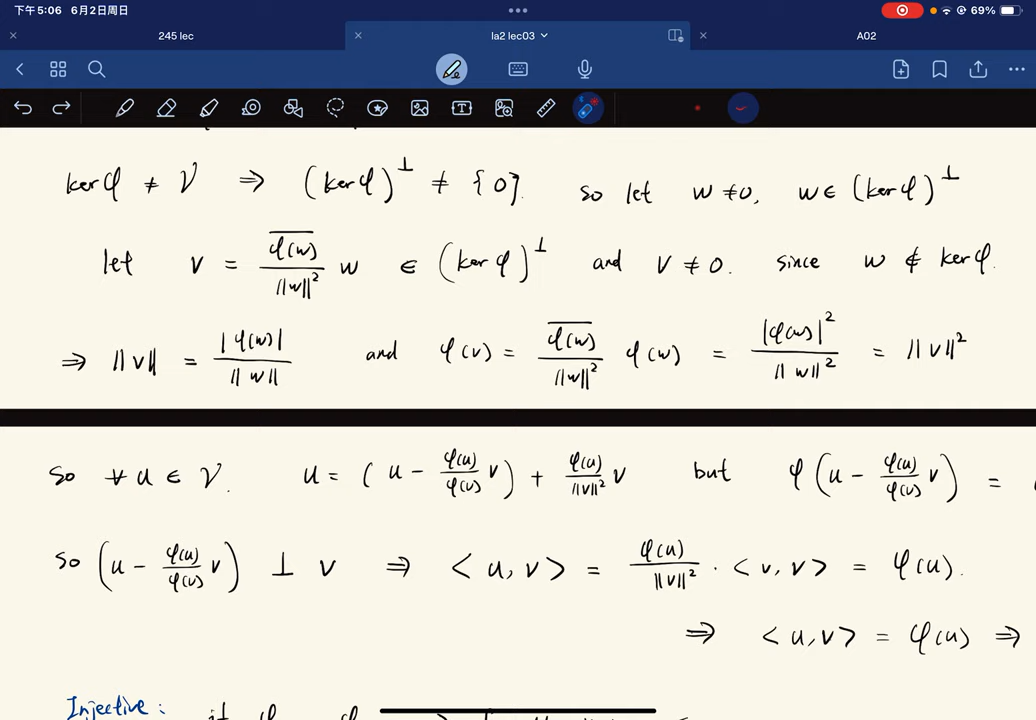 下午5:06 6月2日周日
69%
245 lec
la2 lec03
A02
ker φ ≠ V ⇒ (ker φ)^⊥ ≠ {0}. so let w ≠ 0, w ∈ (ker φ)^⊥
let v = \overline{φ(w)}/||w||² w ∈ (ker φ)^⊥ and v ≠ 0. since w ∉ ker φ.
⇒ ||v|| = |φ(w)|/||w|| and φ(v) = \overline{φ(w)}/||w||² φ(w) = |φ(w)|²/||w||² = ||v||²
So ∀ u ∈ V. u = (u − φ(u)/φ(v) v) + φ(u)/||v||² v but φ(u − φ(u)/φ(v) v) =
so (u − φ(u)/φ(v) v) ⊥ v ⇒ <u, v> = φ(u)/||v||² · <v, v> = φ(u).
⇒ <u, v> = φ(u) ⇒
Injective: if